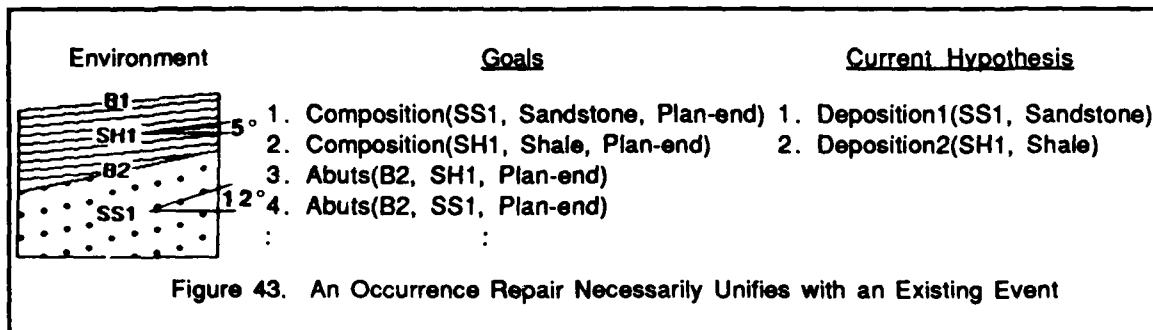 Environment Goals Current Hypothesis
B1
SH1
5°
B2
SS1
12°
1. Composition(SS1, Sandstone, Plan-end) 1. Deposition1(SS1, Sandstone)
2. Composition(SH1, Shale, Plan-end) 2. Deposition2(SH1, Shale)
3. Abuts(B2, SH1, Plan-end)
4. Abuts(B2, SS1, Plan-end)
: :
Figure 43. An Occurrence Repair Necessarily Unifies with an Existing Event